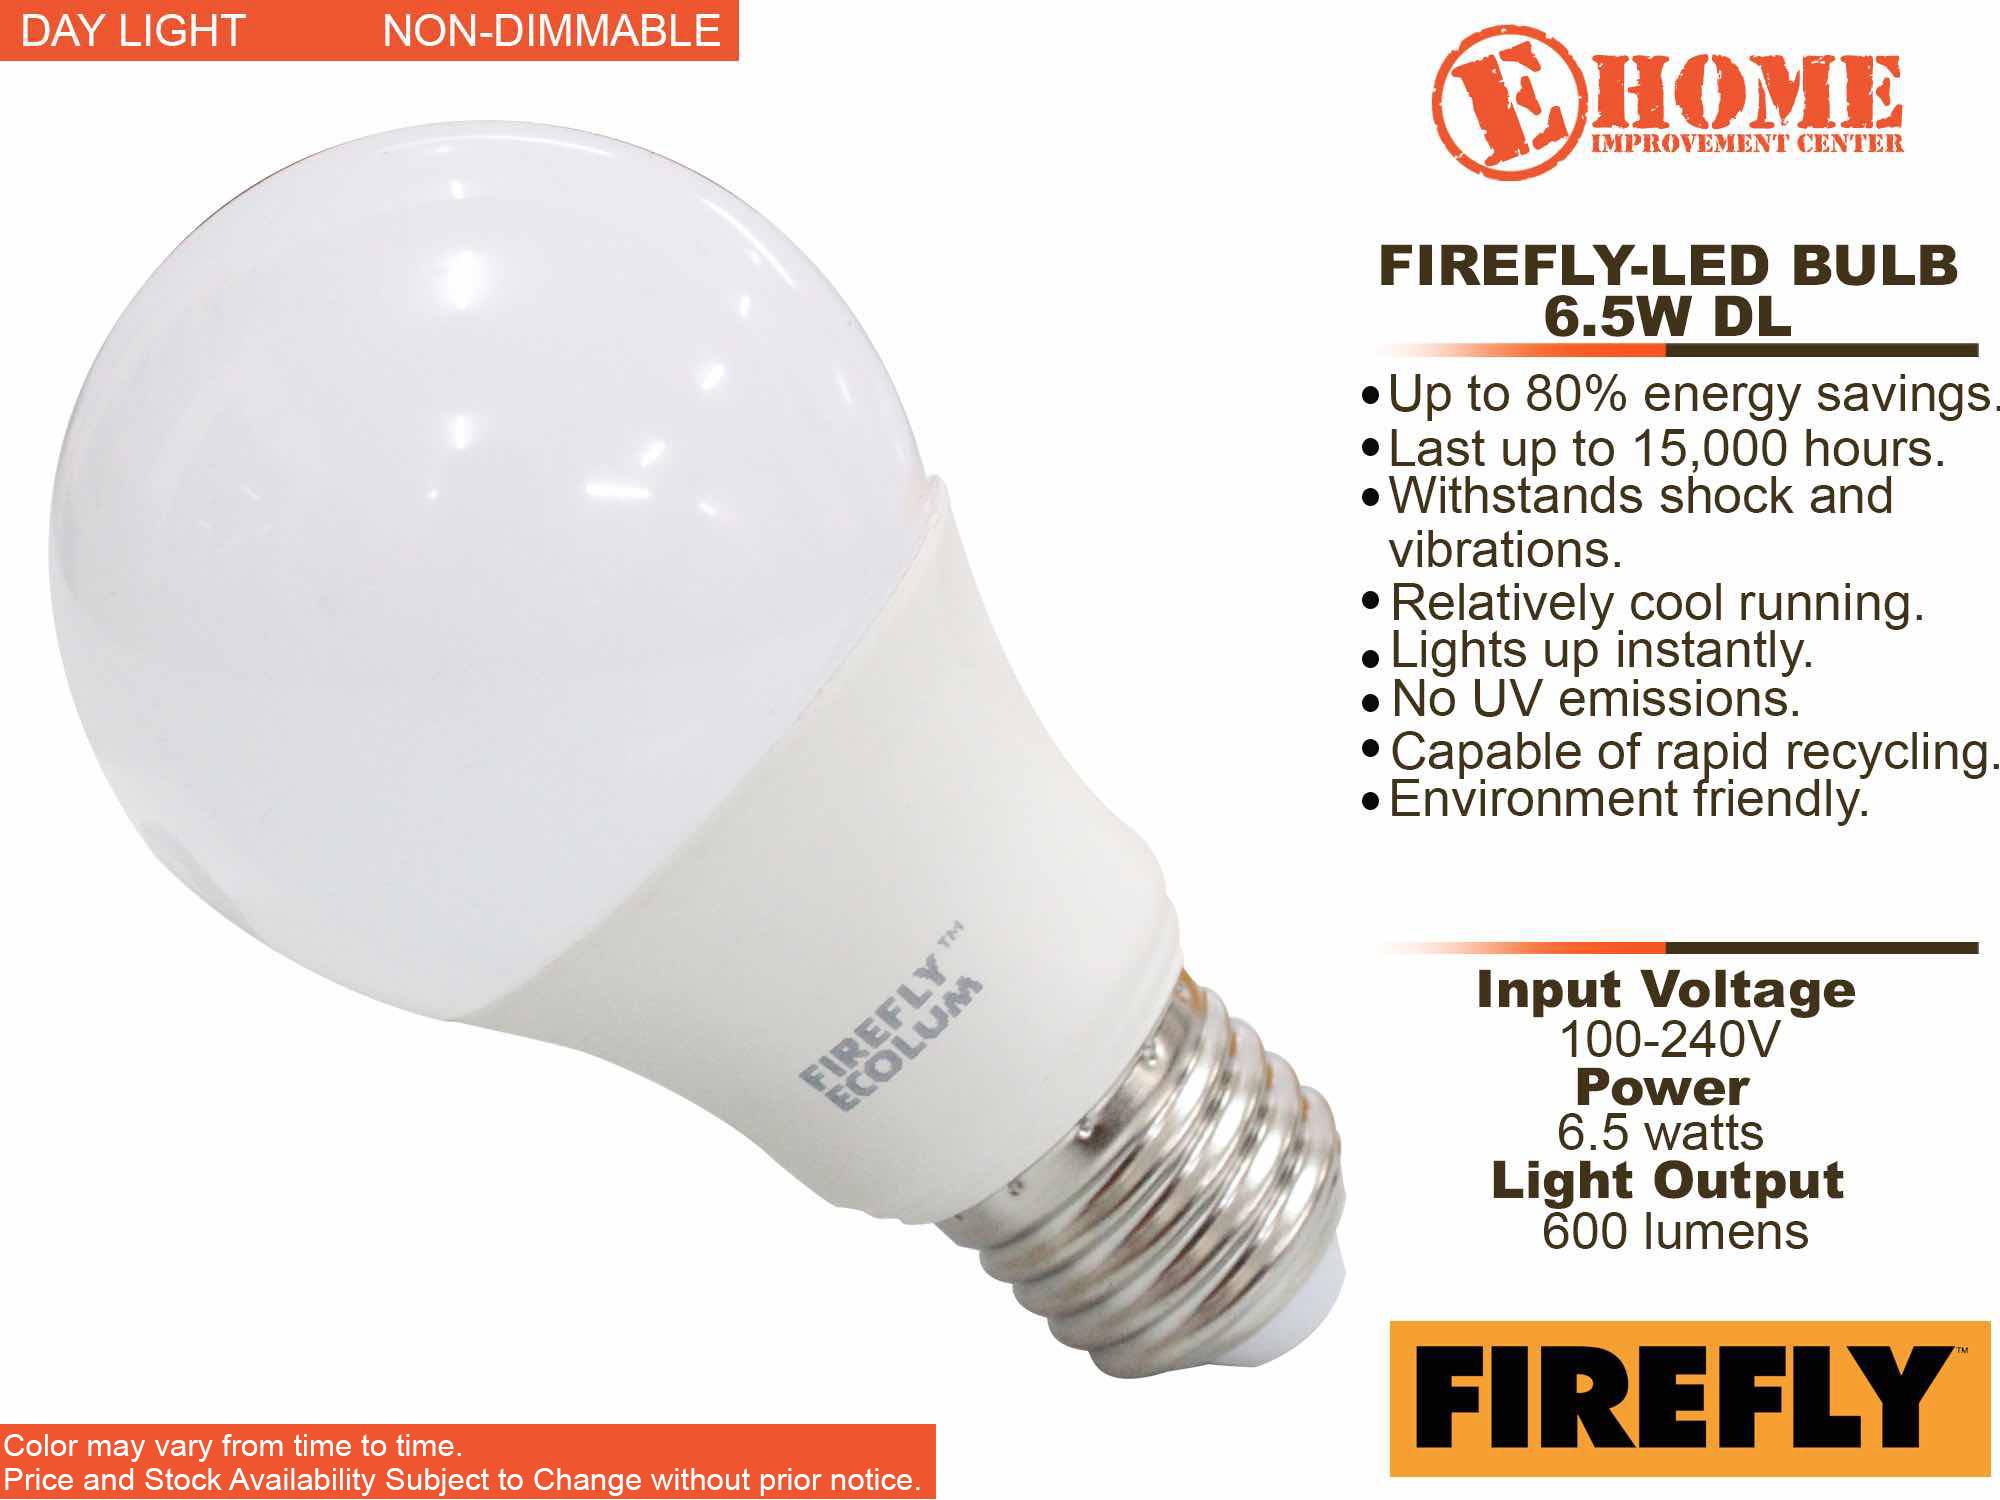 DAY LIGHT NON-DIMMABLE
E HOME
IMPROVEMENT CENTER
FIREFLY-LED BULB
6.5W DL
•Up to 80% energy savings.
•Last up to 15,000 hours.
•Withstands shock and
vibrations.
•Relatively cool running.
•Lights up instantly.
•No UV emissions.
•Capable of rapid recycling.
•Environment friendly.
FIREFLY™
ECOLUM
Input Voltage
100-240V
Power
6.5 watts
Light Output
600 lumens
FIREFLY™
Color may vary from time to time.
Price and Stock Availability Subject to Change without prior notice.